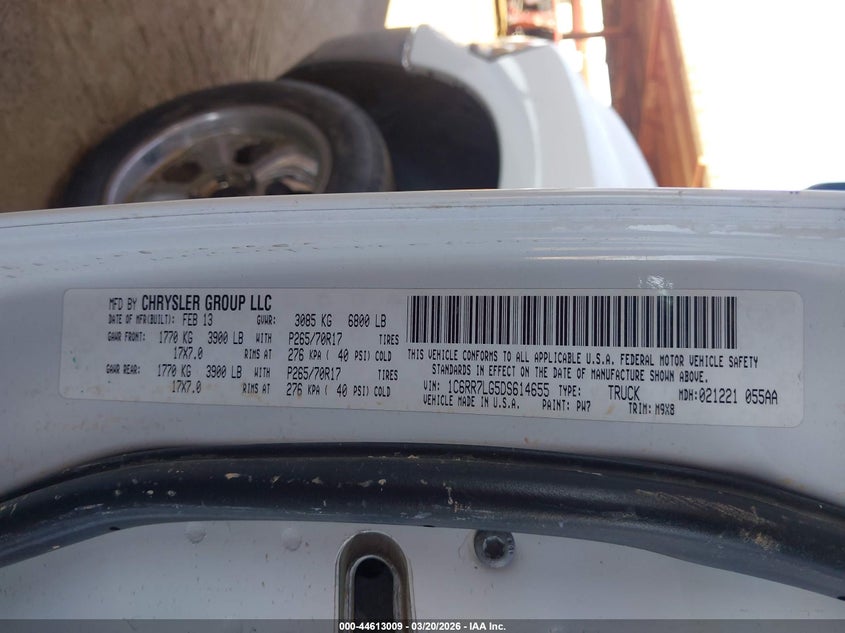 MFD BY CHRYSLER GROUP LLC
DATE OF MFR(BUILT): FEB 13 GVWR: 3085 KG 6800 LB
GAWR FRONT: 1770 KG 3900 LB WITH P265/70R17 TIRES
17X7.0 RIMS AT 276 KPA ( 40 PSI) COLD
GAWR REAR: 1770 KG 3900 LB WITH P265/70R17 TIRES
17X7.0 RIMS AT 276 KPA ( 40 PSI) COLD
THIS VEHICLE CONFORMS TO ALL APPLICABLE U.S.A. FEDERAL MOTOR VEHICLE SAFETY
STANDARDS IN EFFECT ON THE DATE OF MANUFACTURE SHOWN ABOVE.
VIN: 1C6RR7LG5DS614655 TYPE: TRUCK MDH: 021221 055AA
VEHICLE MADE IN U.S.A. PAINT: PW7 TRIM: M9X8
000-44613009 - 03/20/2026 - IAA Inc.